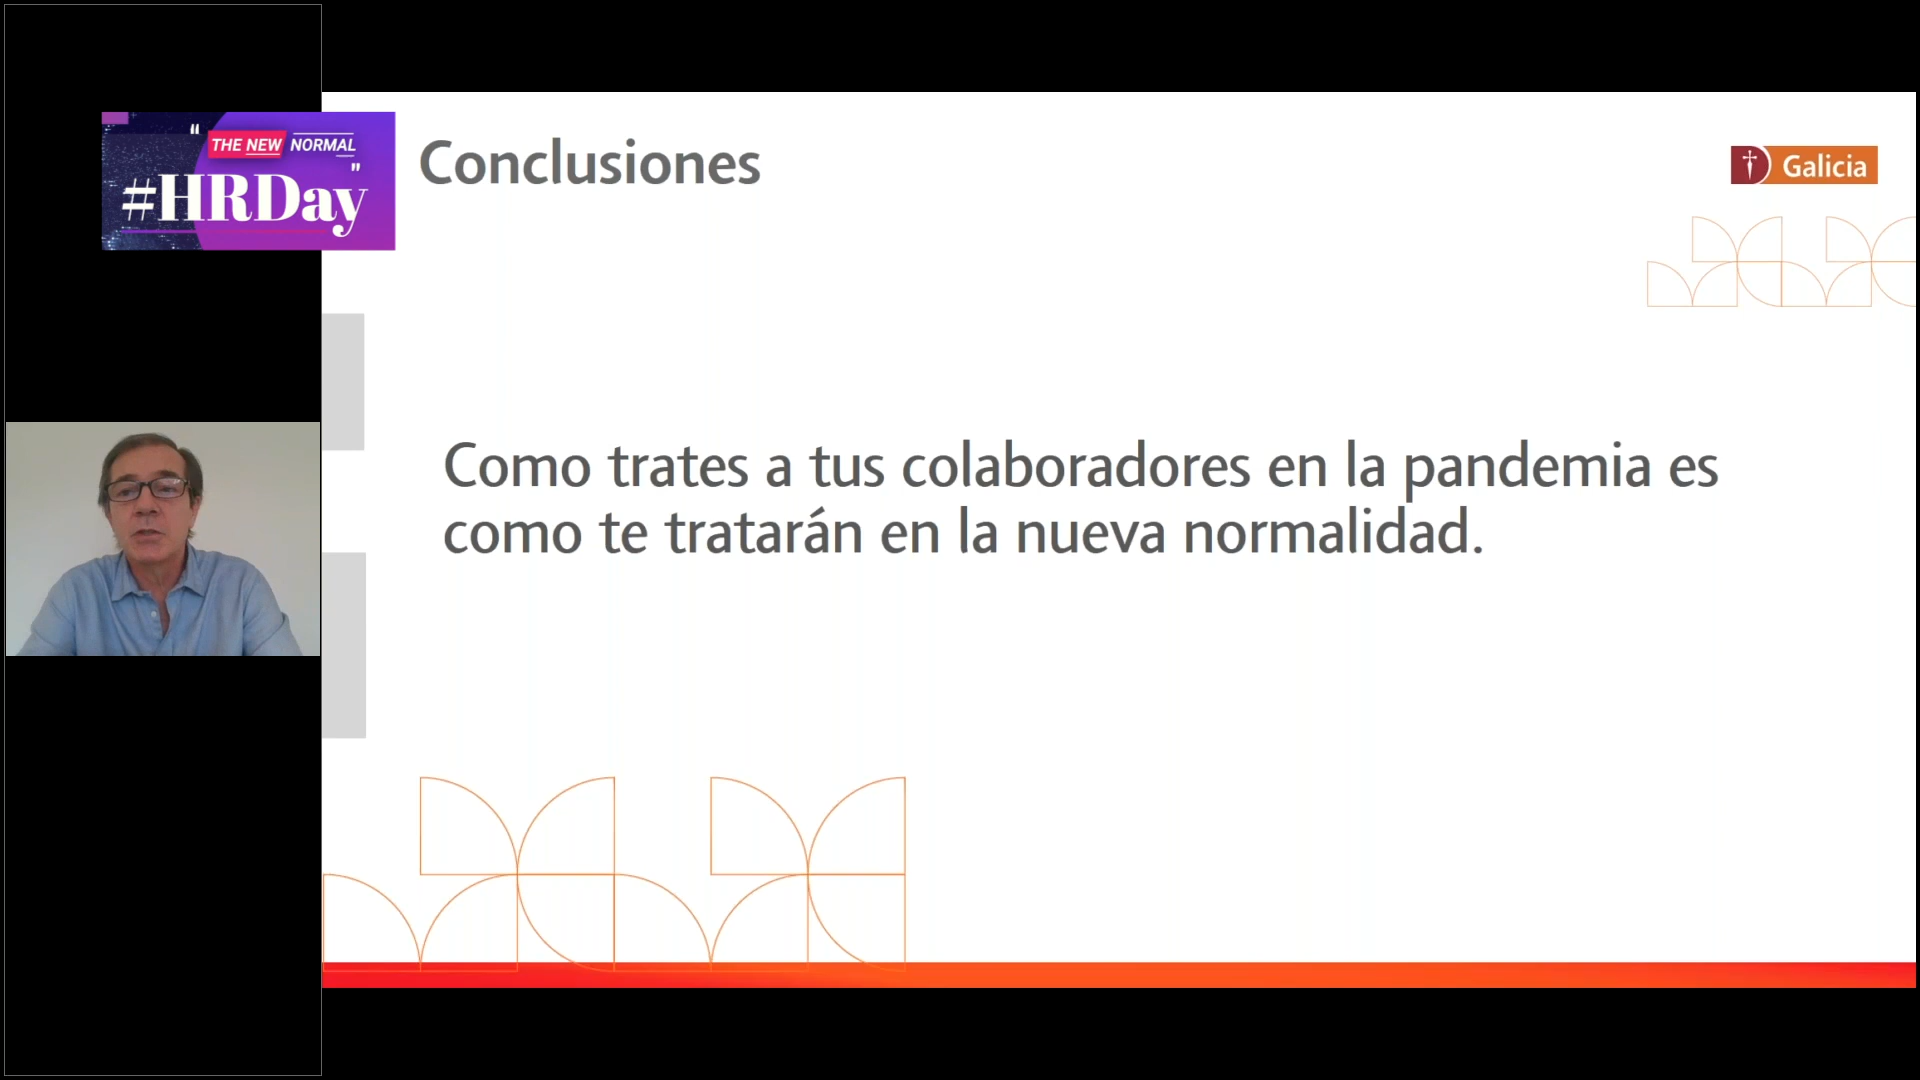 " THE NEW NORMAL "
#HRDay
Conclusiones
Galicia
Como trates a tus colaboradores en la pandemia es
como te tratarán en la nueva normalidad.